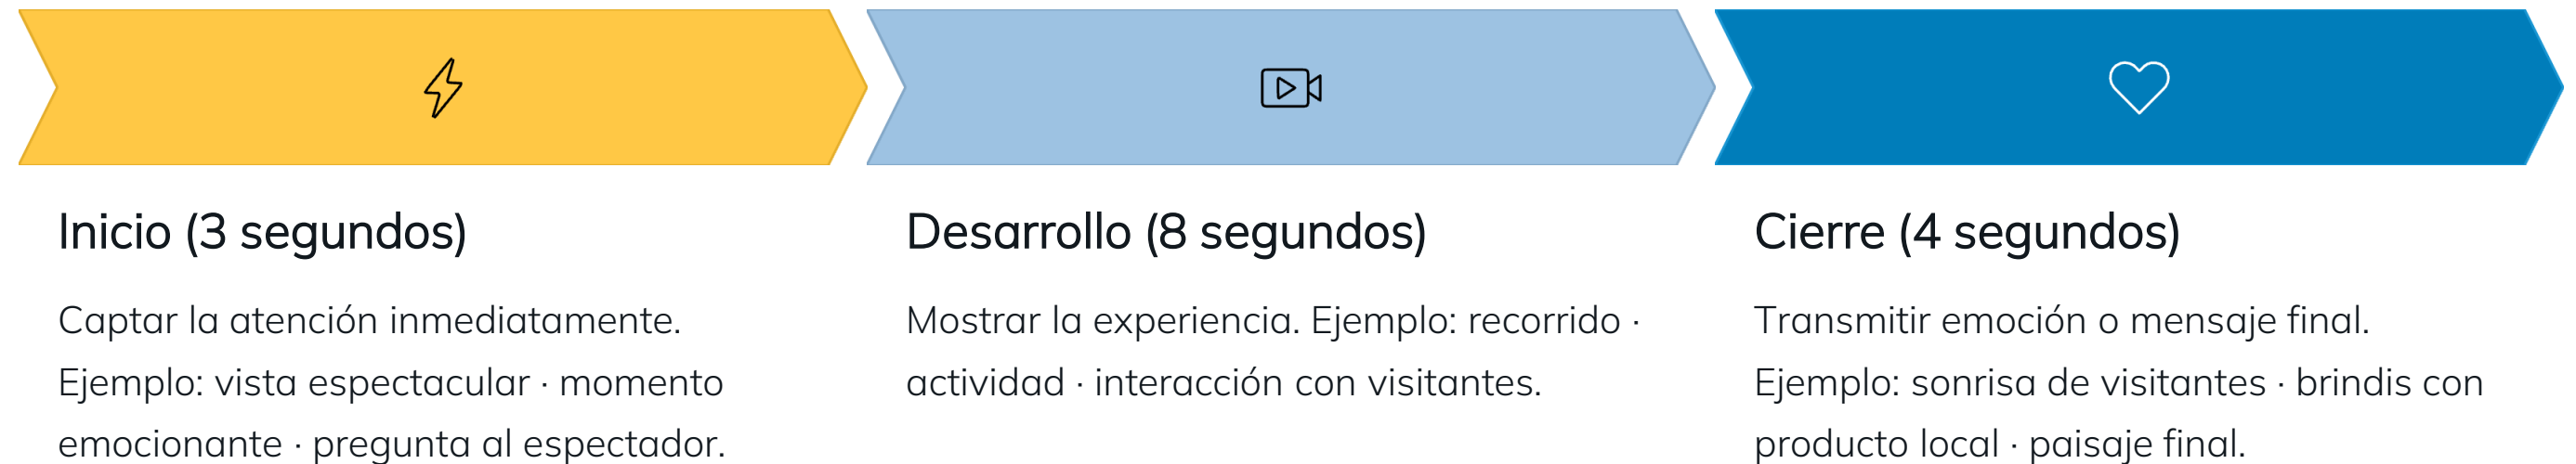 Inicio (3 segundos)
Captar la atención inmediatamente.
Ejemplo: vista espectacular · momento
emocionante · pregunta al espectador.
Desarrollo (8 segundos)
Mostrar la experiencia. Ejemplo: recorrido ·
actividad · interacción con visitantes.
Cierre (4 segundos)
Transmitir emoción o mensaje final.
Ejemplo: sonrisa de visitantes · brindis con
producto local · paisaje final.